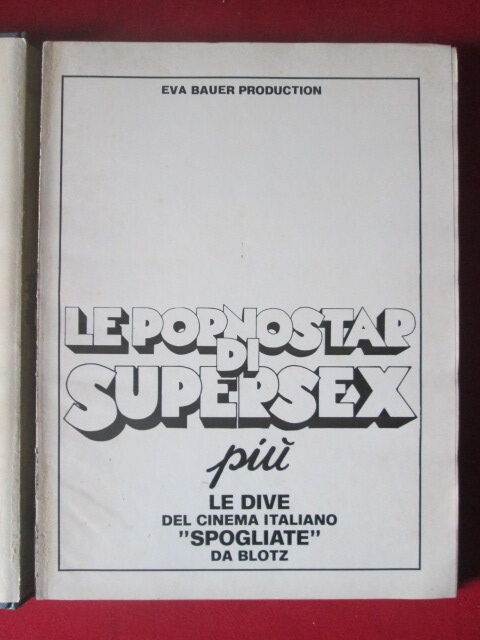 EVA BAUER PRODUCTION
LE PORNOSTAR
DI
SUPERSEX
più
LE DIVE
DEL CINEMA ITALIANO
"SPOGLIATE"
DA BLOTZ